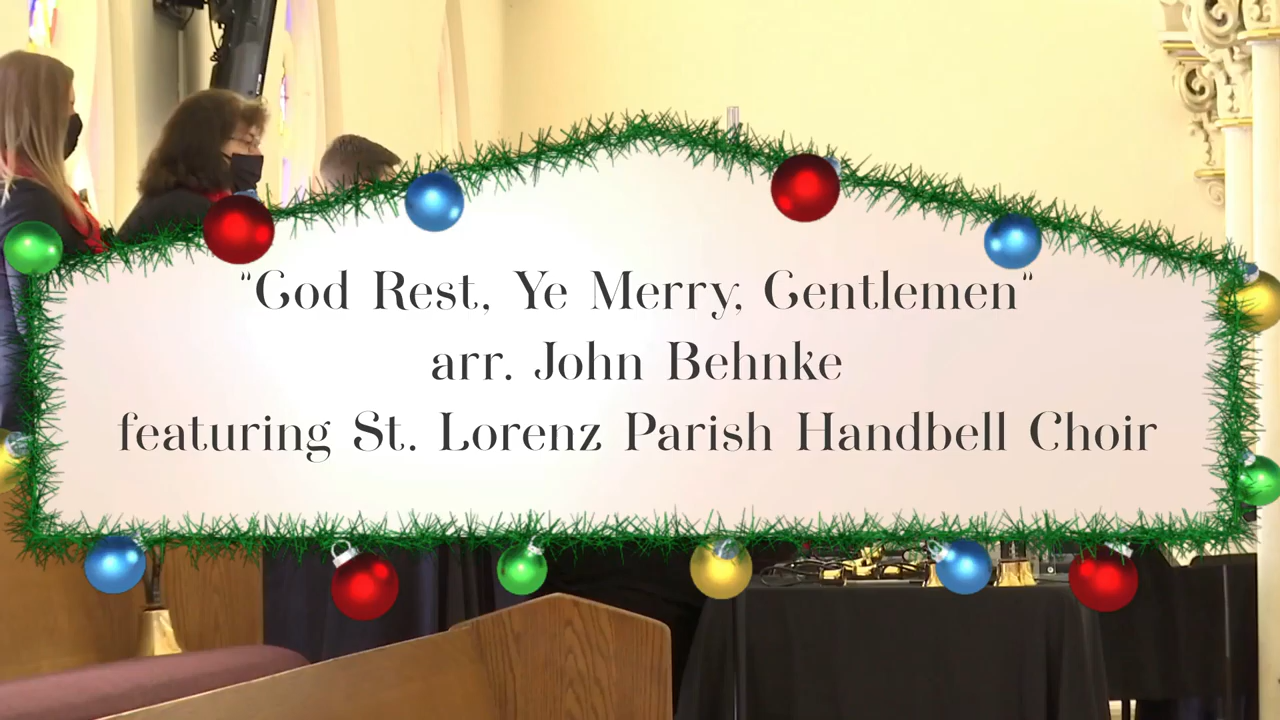 “God Rest, Ye Merry, Gentlemen“
arr. John Behnke
featuring St. Lorenz Parish Handbell Choir